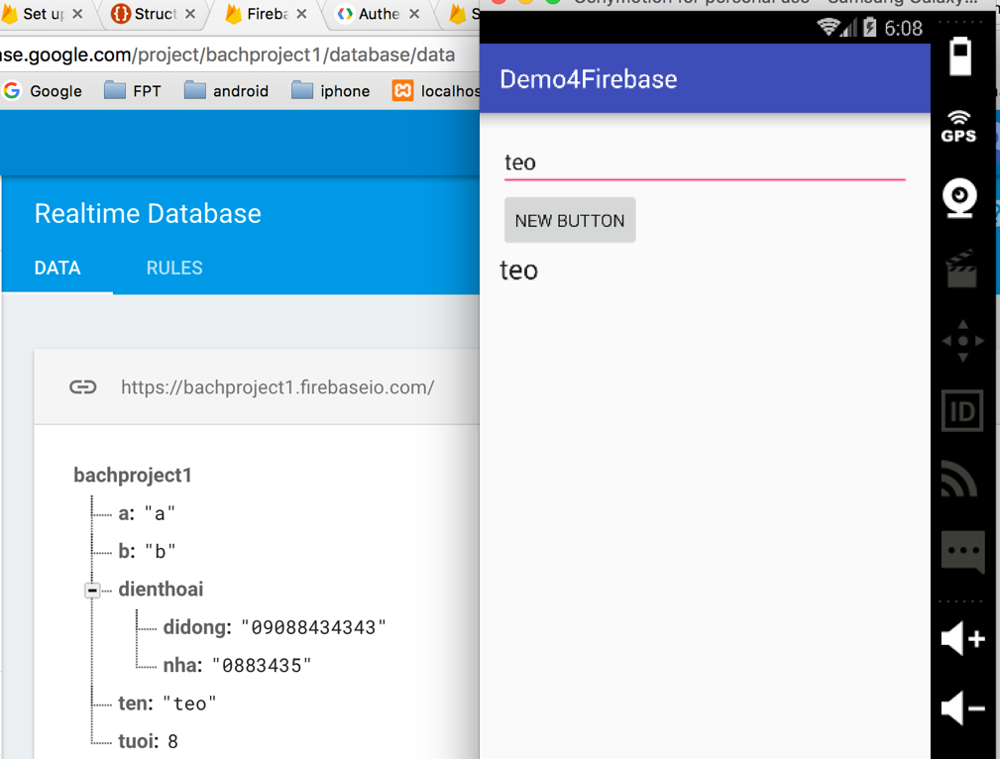 Set up
Struct
Fireba
Authe
S
se.google.com/project/bachproject1/database/data
Google
FPT
android
iphone
localhos
Realtime Database
DATA
RULES
https://bachproject1.firebaseio.com/
bachproject1
a: "a"
b: "b"
dienthoai
didong: "09088434343"
nha: "0883435"
ten: "teo"
tuoi: 8
6:08
Demo4Firebase
teo
NEW BUTTON
teo
GPS
ID